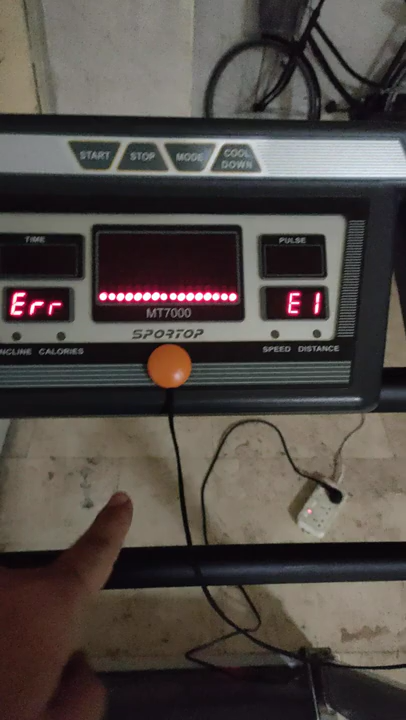 START STOP MODE COOL DOWN
TIME
PULSE
Err
E1
MT7000
SPORTOP
INCLINE CALORIES
SPEED DISTANCE